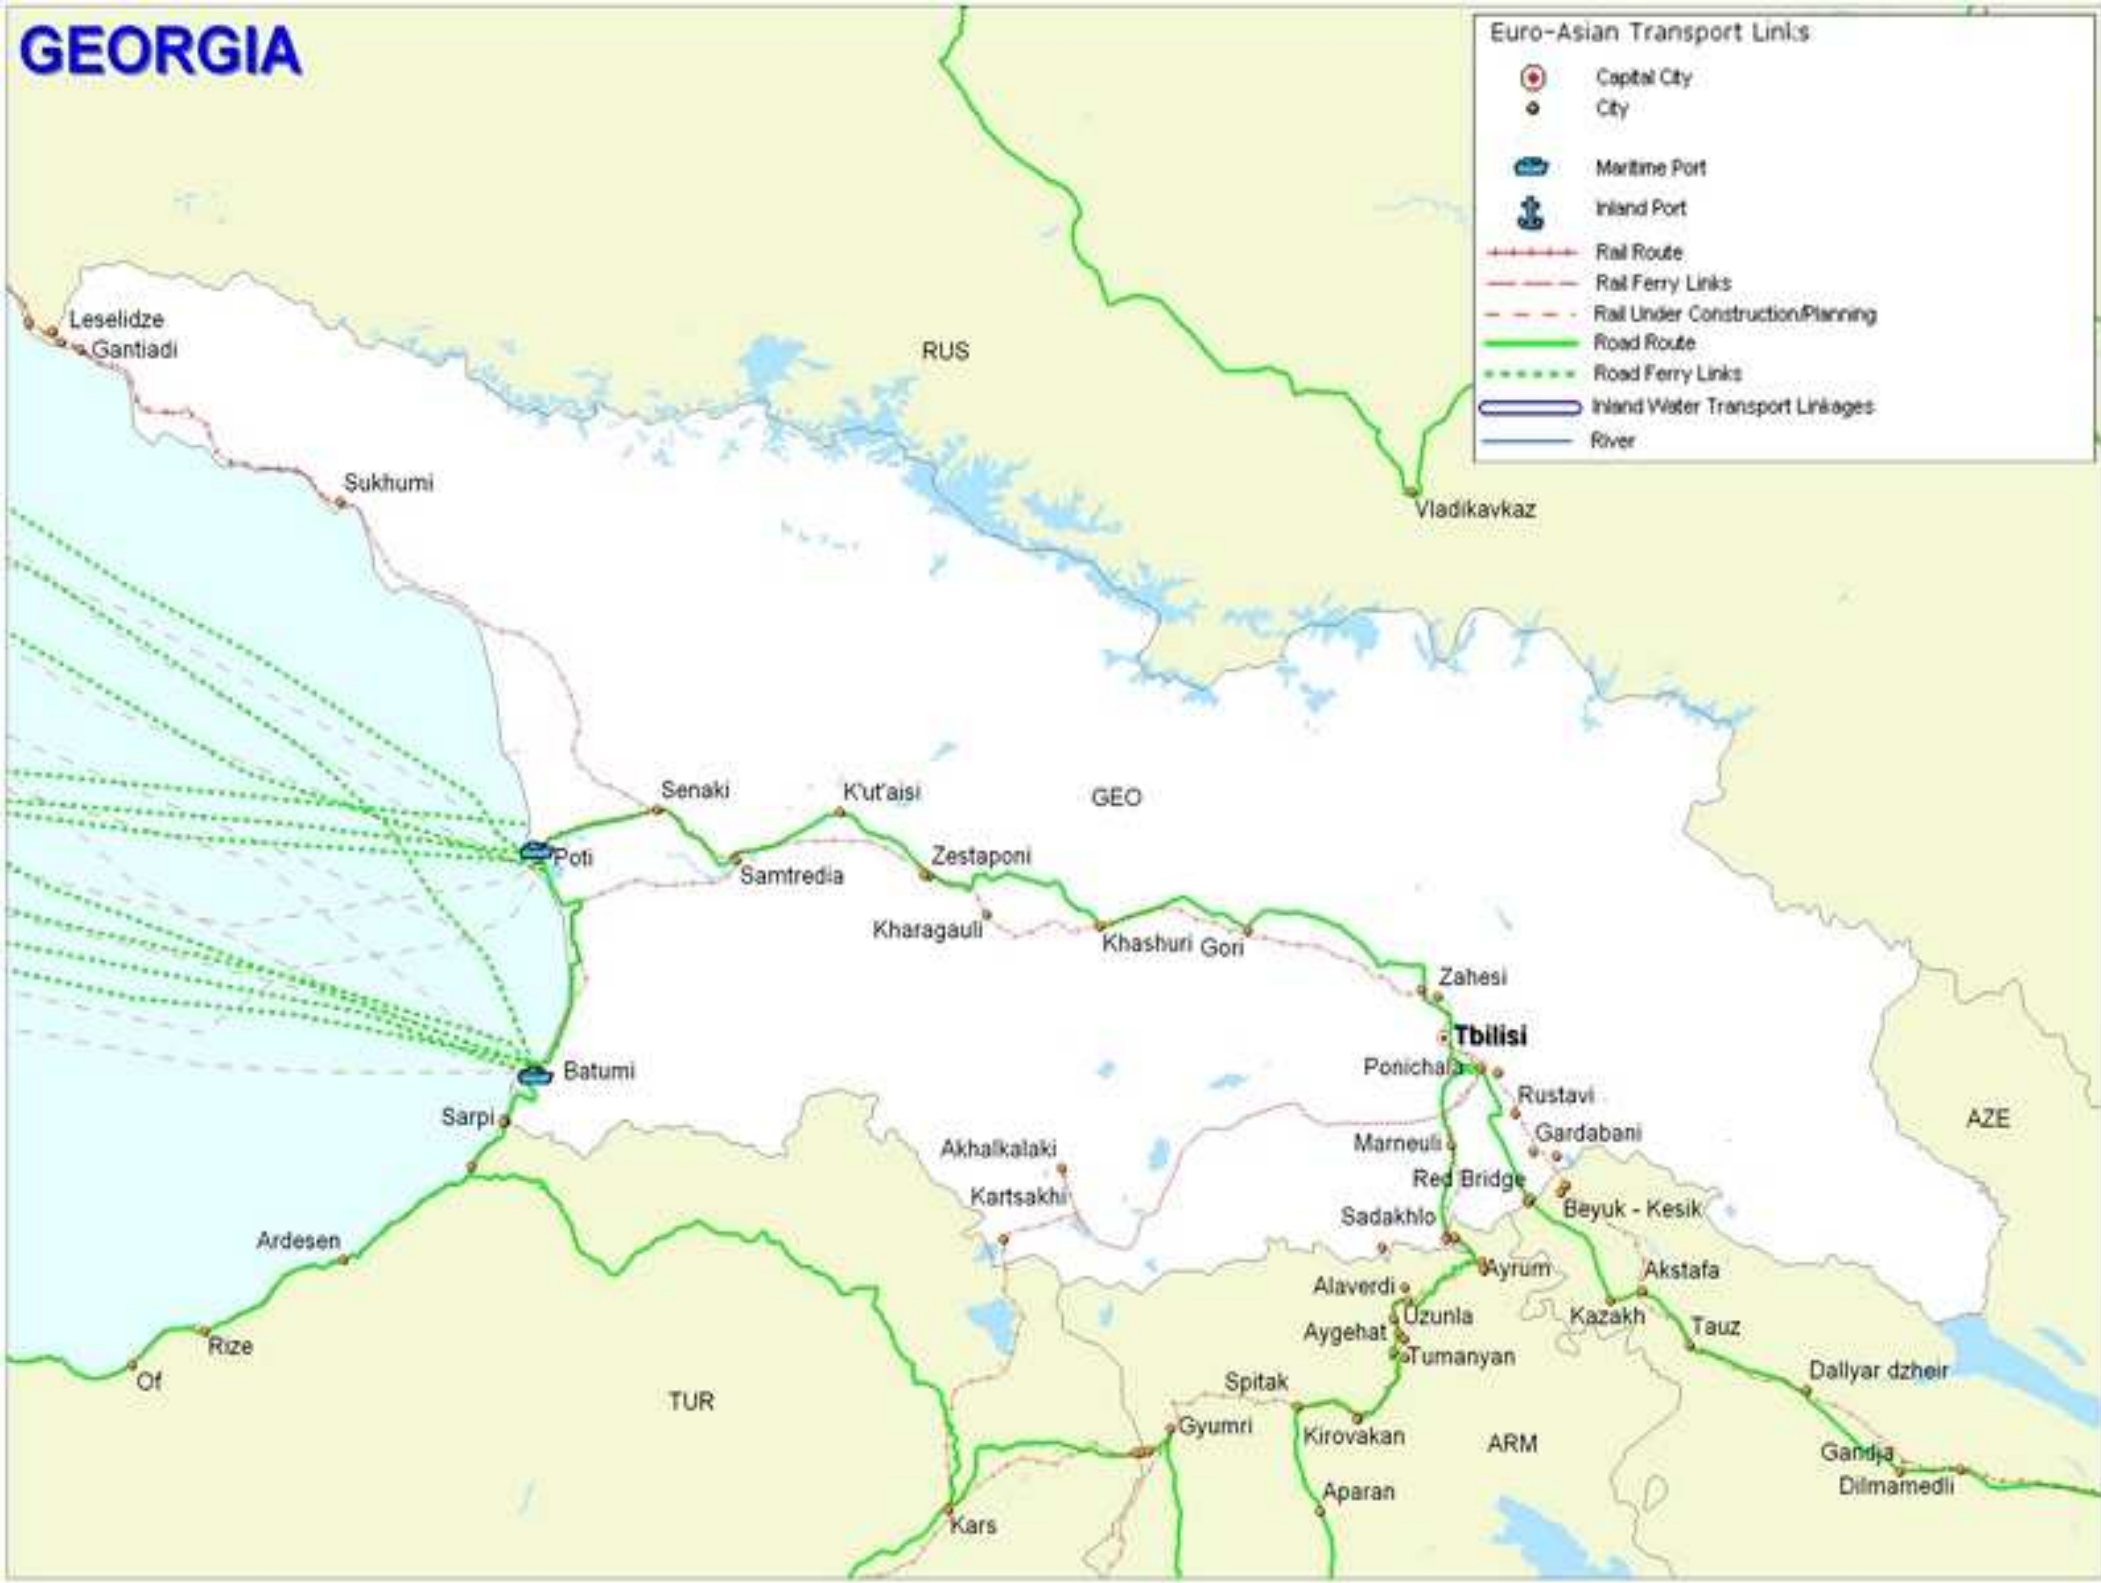 GEORGIA
Euro-Asian Transport Links
Capital City
City
Maritime Port
Inland Port
Rail Route
Rail Ferry Links
Rail Under Construction/Planning
Road Route
Road Ferry Links
Inland Water Transport Linkages
River
Leselidze
Gantiadi
RUS
Sukhumi
Vladikavkaz
Senaki
K'ut'aisi
GEO
Poti
Samtredia
Zestaponi
Kharagauli
Khashuri
Gori
Zahesi
Tbilisi
Batumi
Ponichala
Rustavi
Sarpi
Gardabani
AZE
Marneuli
Akhalkalaki
Red Bridge
Kartsakhi
Beyuk - Kesik
Sadakhlo
Ardesen
Ayrum
Akstafa
Alaverdi
Uzunla
Kazakh
Tauz
Aygehat
Rize
Tumanyan
Of
Spitak
Dallyar dzheir
TUR
Gyumri
Kirovakan
ARM
Gandja
Dilmamedli
Aparan
Kars